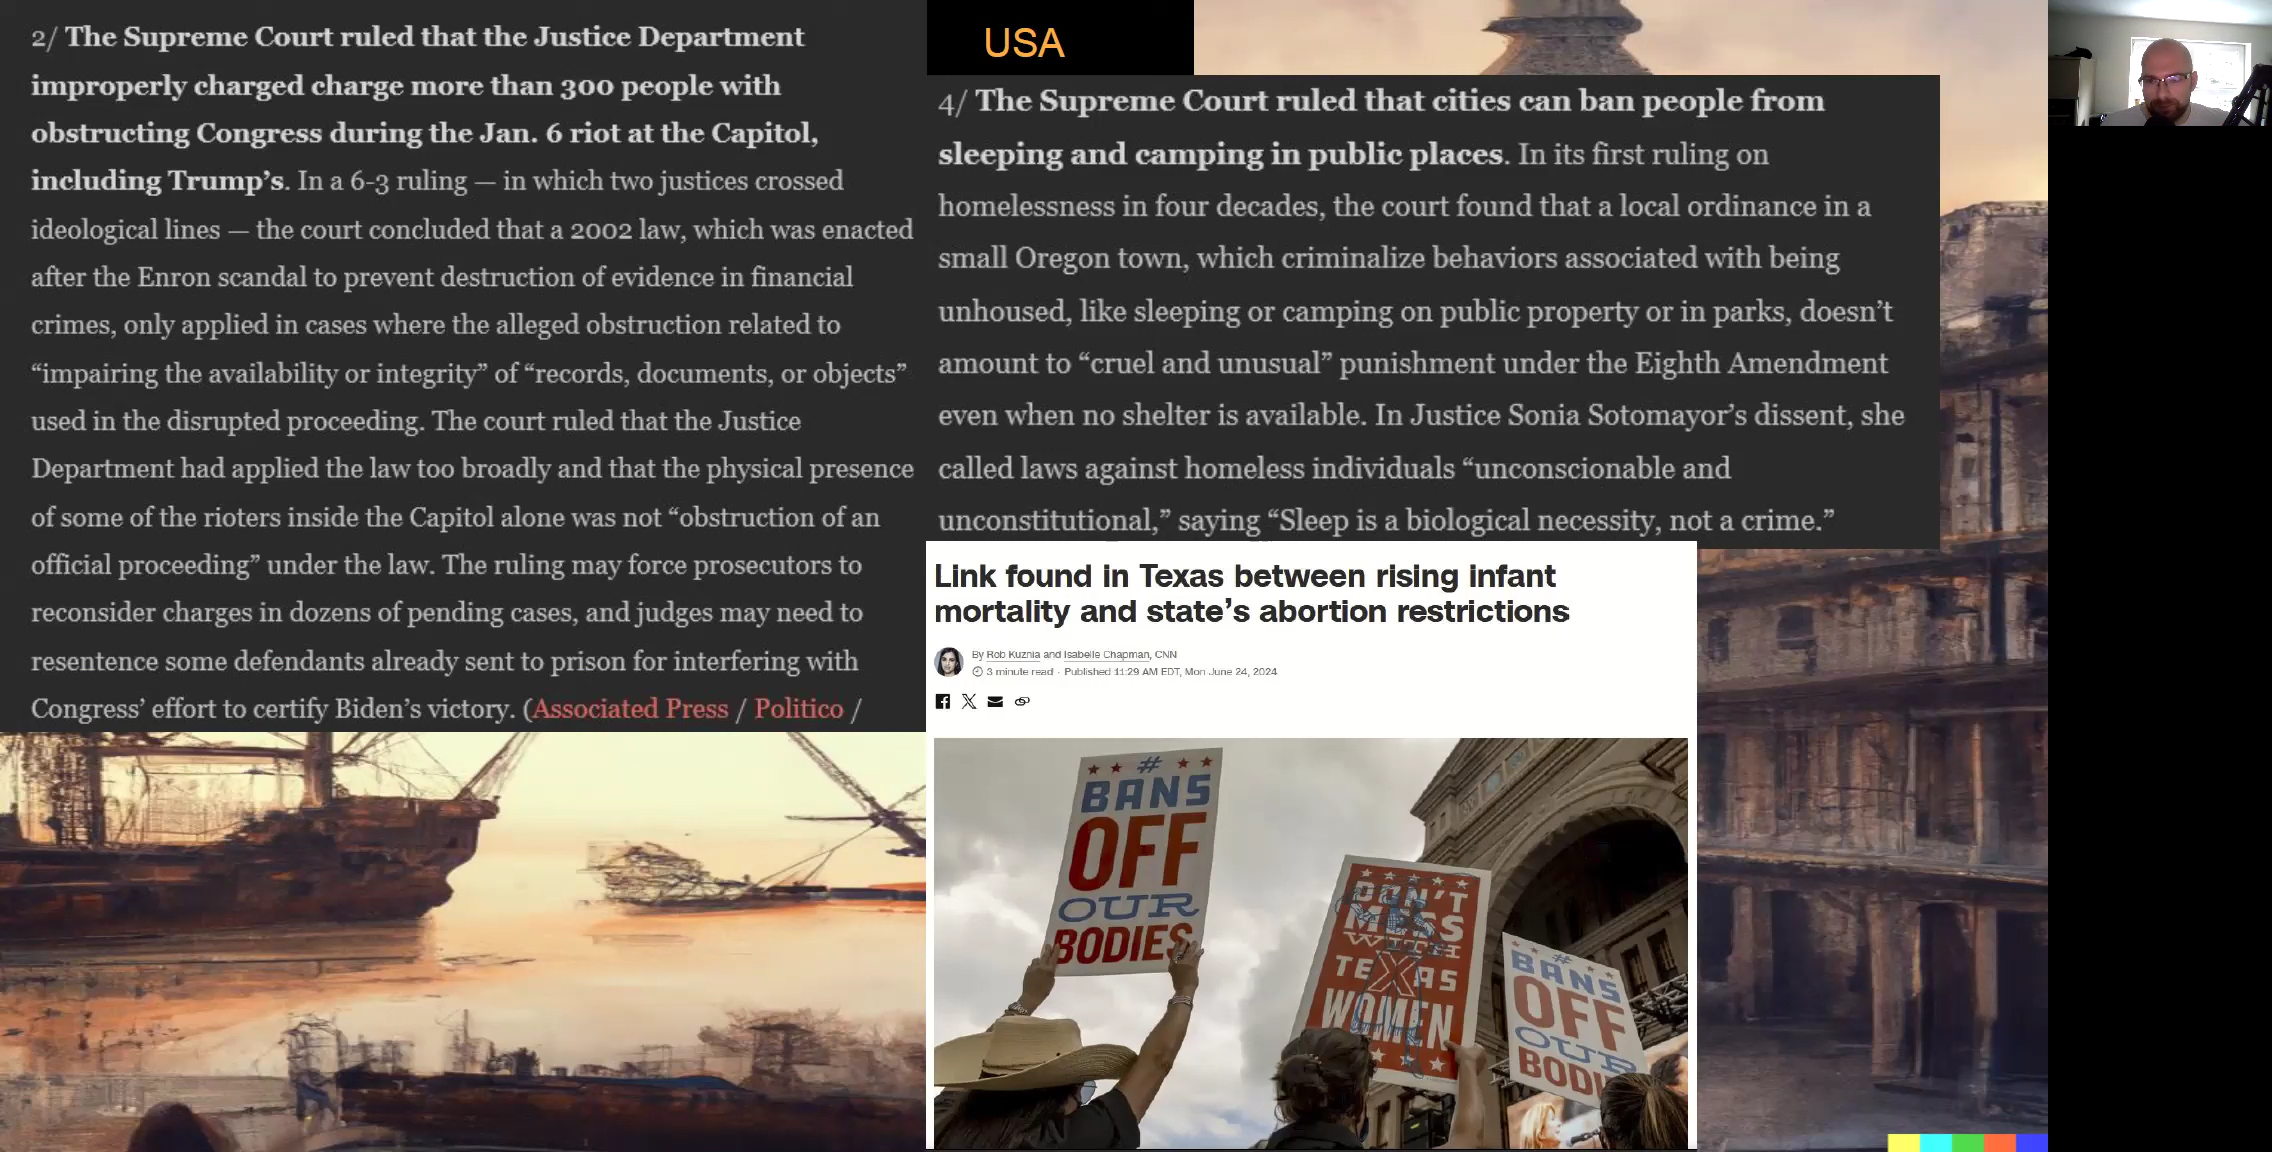 2/ The Supreme Court ruled that the Justice Department
improperly charged charge more than 300 people with
obstructing Congress during the Jan. 6 riot at the Capitol,
including Trump’s. In a 6-3 ruling — in which two justices crossed
ideological lines — the court concluded that a 2002 law, which was enacted
after the Enron scandal to prevent destruction of evidence in financial
crimes, only applied in cases where the alleged obstruction related to
“impairing the availability or integrity” of “records, documents, or objects”
used in the disrupted proceeding. The court ruled that the Justice
Department had applied the law too broadly and that the physical presence
of some of the rioters inside the Capitol alone was not “obstruction of an
official proceeding” under the law. The ruling may force prosecutors to
reconsider charges in dozens of pending cases, and judges may need to
resentence some defendants already sent to prison for interfering with
Congress’ effort to certify Biden’s victory. (Associated Press / Politico /
USA
4/ The Supreme Court ruled that cities can ban people from
sleeping and camping in public places. In its first ruling on
homelessness in four decades, the court found that a local ordinance in a
small Oregon town, which criminalize behaviors associated with being
unhoused, like sleeping or camping on public property or in parks, doesn’t
amount to “cruel and unusual” punishment under the Eighth Amendment
even when no shelter is available. In Justice Sonia Sotomayor’s dissent, she
called laws against homeless individuals “unconscionable and
unconstitutional,” saying “Sleep is a biological necessity, not a crime.”
Link found in Texas between rising infant
mortality and state’s abortion restrictions
By Rob Kuznia and Isabelle Chapman, CNN
3 minute read · Published 11:29 AM EDT, Mon June 24, 2024
#
BANS
OFF
OUR
BODIES
DON'T
MESS
WITH
TEXAS
WOMEN
#
BANS
OFF
OUR
BODI